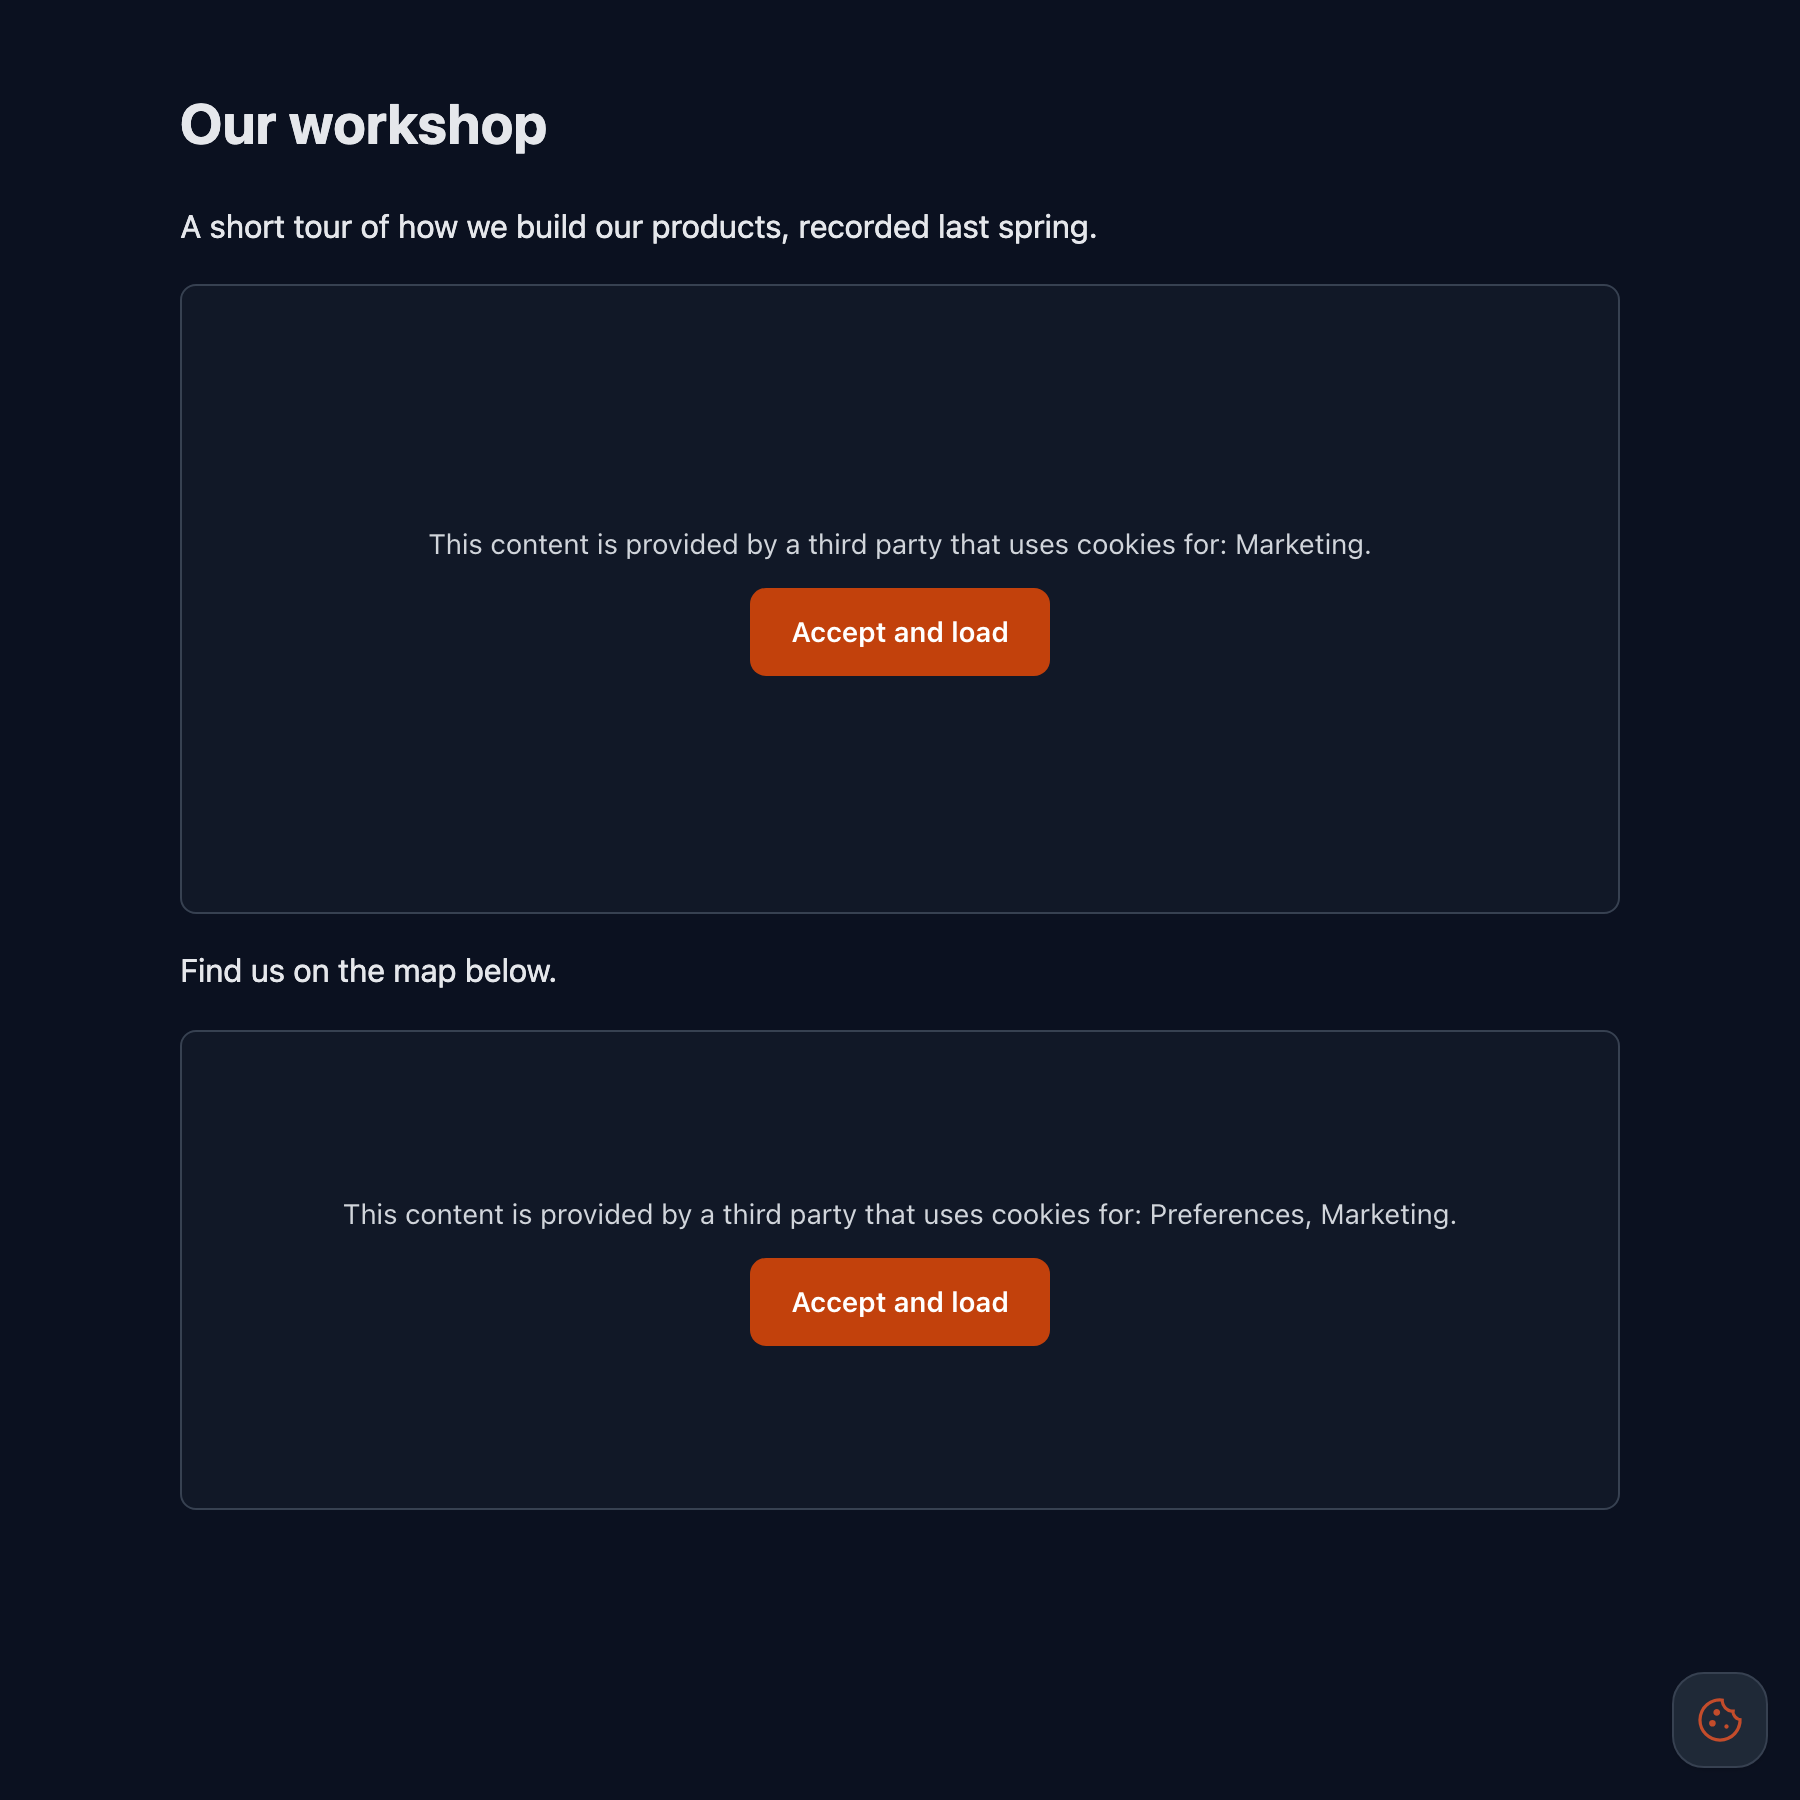 Our workshop
A short tour of how we build our products, recorded last spring.
This content is provided by a third party that uses cookies for: Marketing.
Accept and load
Find us on the map below.
This content is provided by a third party that uses cookies for: Preferences, Marketing.
Accept and load